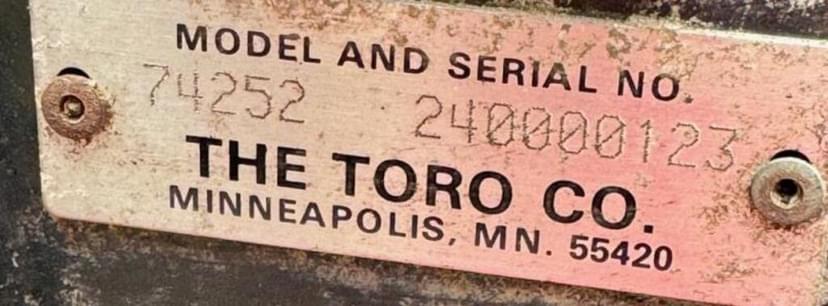 MODEL AND SERIAL NO.
74252 240000123
THE TORO CO.
MINNEAPOLIS, MN. 55420